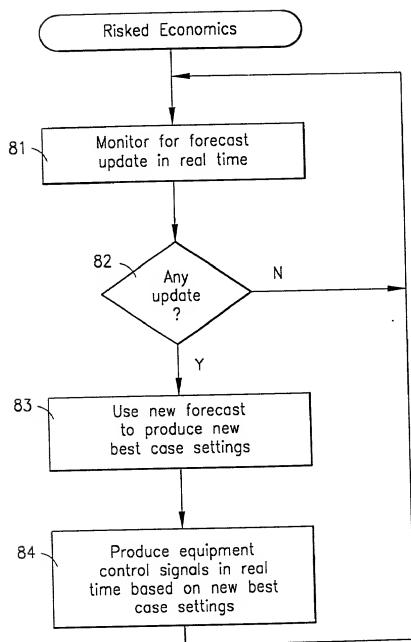 Risked Economics
81
Monitor for forecast
update in real time
82
Any
update
?
N
Y
83
Use new forecast
to produce new
best case settings
84
Produce equipment
control signals in real
time based on new best
case settings